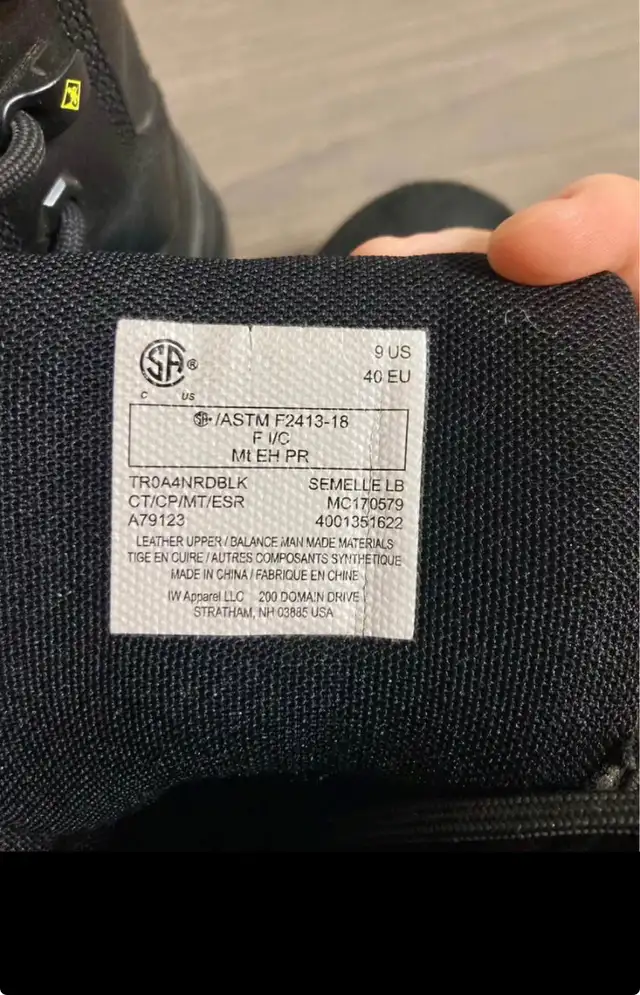 SA®
C US
9 US
40 EU
SA /ASTM F2413-18
F I/C
Mt EH PR
TR0A4NRDBLK SEMELLE LB
CT/CP/MT/ESR MC170579
A79123 4001351622
LEATHER UPPER / BALANCE MAN MADE MATERIALS
TIGE EN CUIRE / AUTRES COMPOSANTS SYNTHETIQUE
MADE IN CHINA / FABRIQUE EN CHINE
IW Apparel LLC 200 DOMAIN DRIVE
STRATHAM, NH 03885 USA